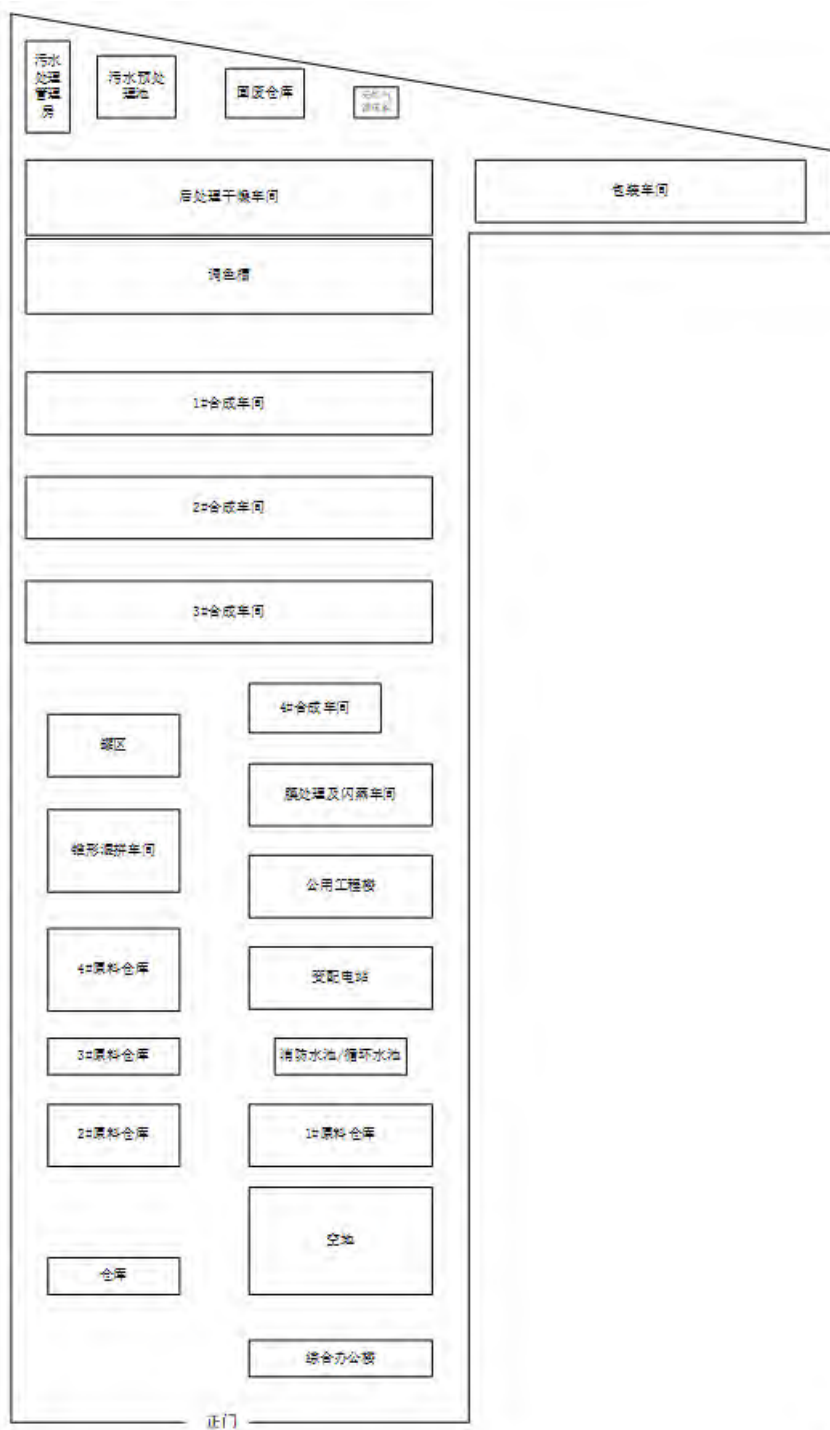 污水
处理
管理
房
污水预处
理池
固废仓库
后处理干燥车间
包装车间
调色槽
1#合成车间
2#合成车间
3#合成车间
4#合成车间
罐区
膜处理及闪蒸车间
锥形混拼车间
公用工程楼
4#原料仓库
变配电站
3#原料仓库
消防水池/循环水池
2#原料仓库
1#原料仓库
空地
仓库
综合办公楼
正门